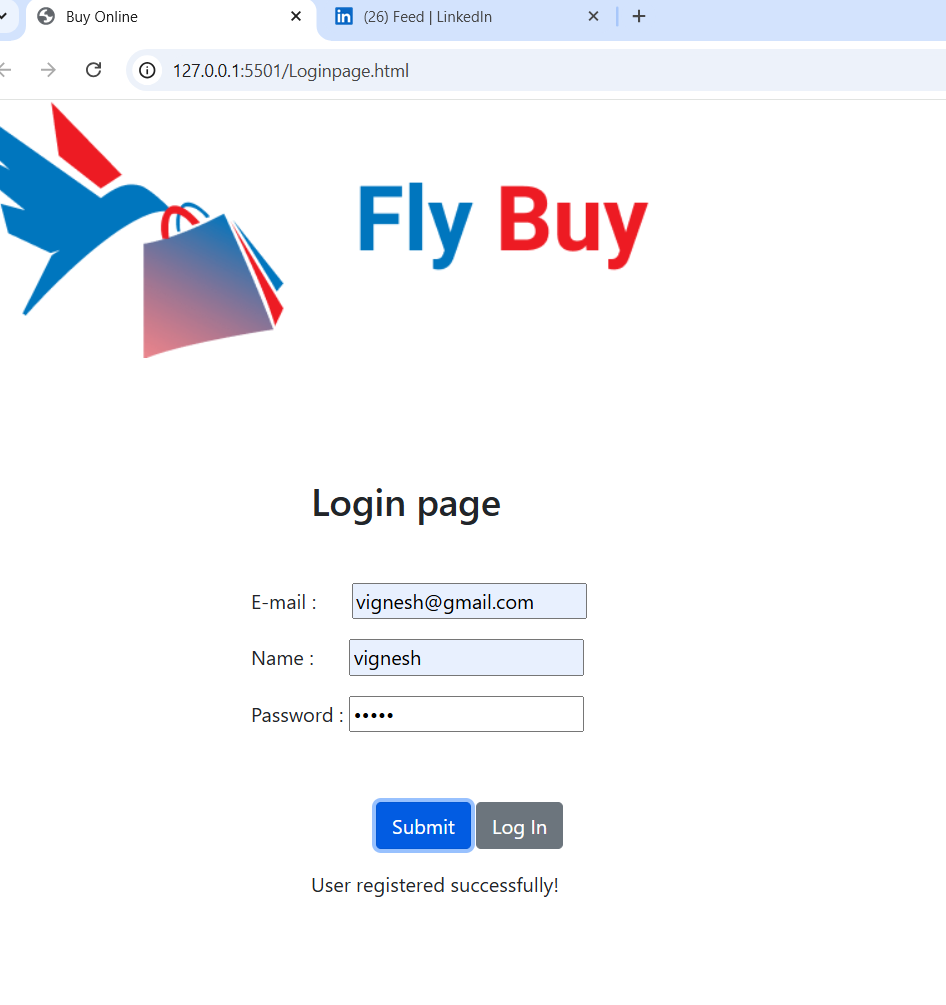 Buy Online
(26) Feed | LinkedIn
127.0.0.1:5501/Loginpage.html
Fly Buy
Login page
E-mail : vignesh@gmail.com
Name : vignesh
Password : •••••
Submit Log In
User registered successfully!